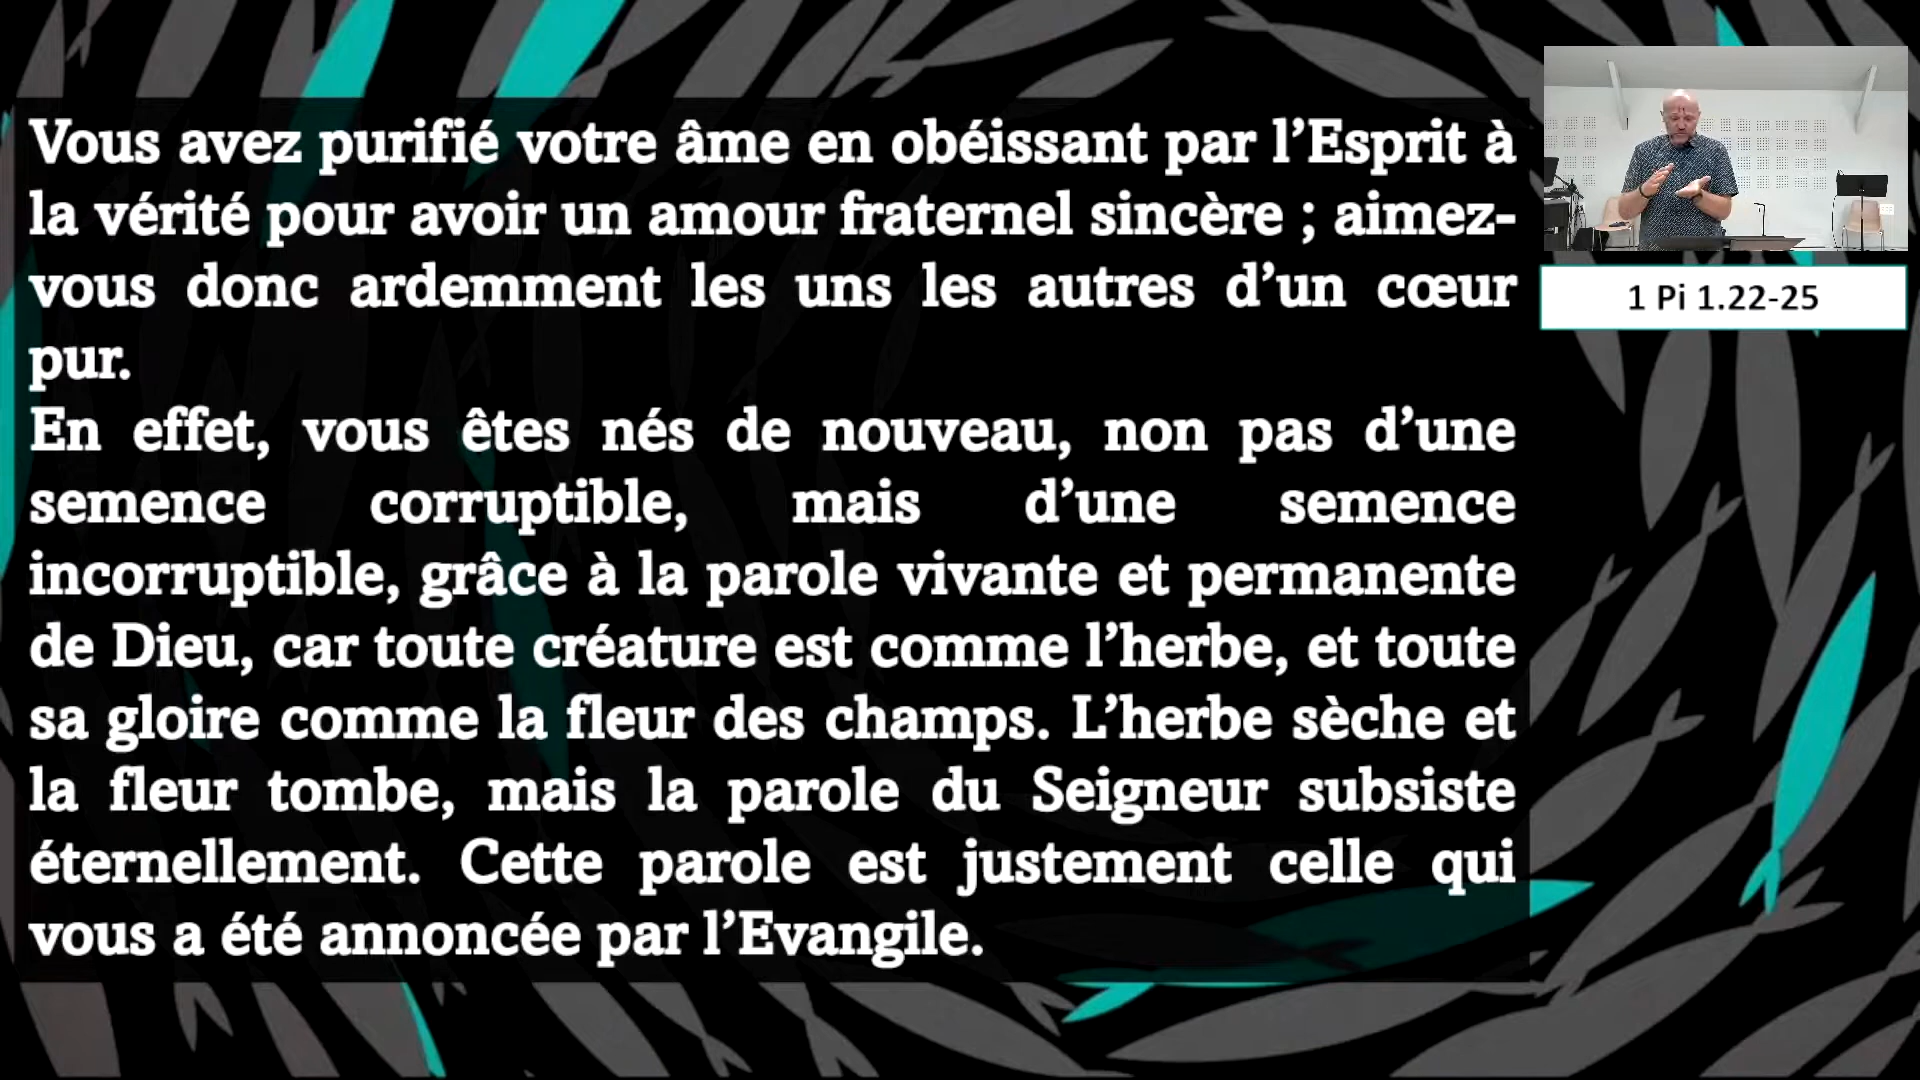 Vous avez purifié votre âme en obéissant par l’Esprit à
la vérité pour avoir un amour fraternel sincère ; aimez-
vous donc ardemment les uns les autres d’un cœur
pur.
En effet, vous êtes nés de nouveau, non pas d’une
semence corruptible, mais d’une semence
incorruptible, grâce à la parole vivante et permanente
de Dieu, car toute créature est comme l’herbe, et toute
sa gloire comme la fleur des champs. L’herbe sèche et
la fleur tombe, mais la parole du Seigneur subsiste
éternellement. Cette parole est justement celle qui
vous a été annoncée par l’Evangile.
1 Pi 1.22-25